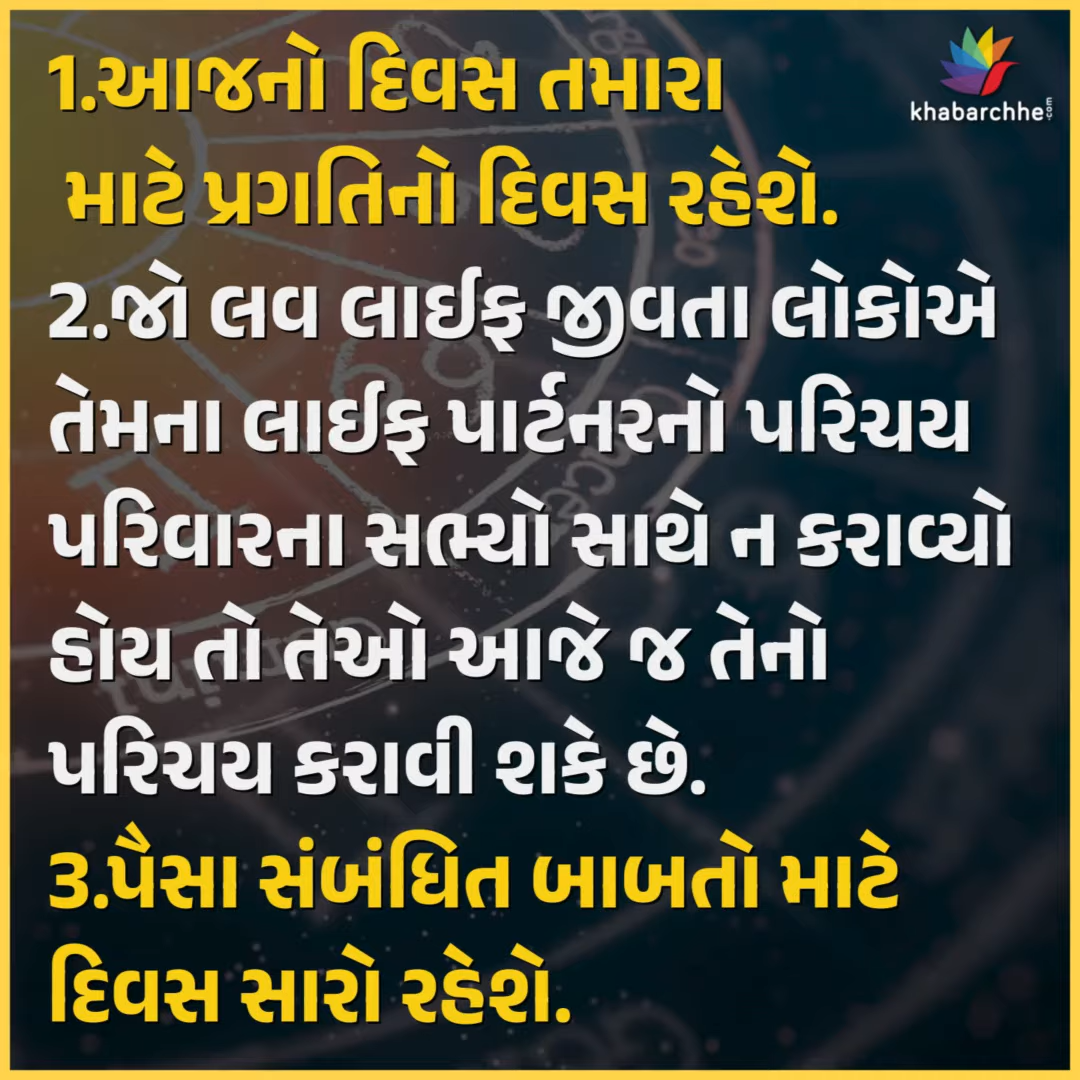 khabarchhe.com
1.આજનો દિવસ તમારા
માટે પ્રગતિનો દિવસ રહેશે.
2.જો લવ લાઈફ જીવતા લોકોએ
તેમના લાઈફ પાર્ટનરનો પરિચય
પરિવારના સભ્યો સાથે ન કરાવ્યો
હોય તો તેઓ આજે જ તેનો
પરિચય કરાવી શકે છે.
3.પૈસા સંબંધિત બાબતો માટે
દિવસ સારો રહેશે.